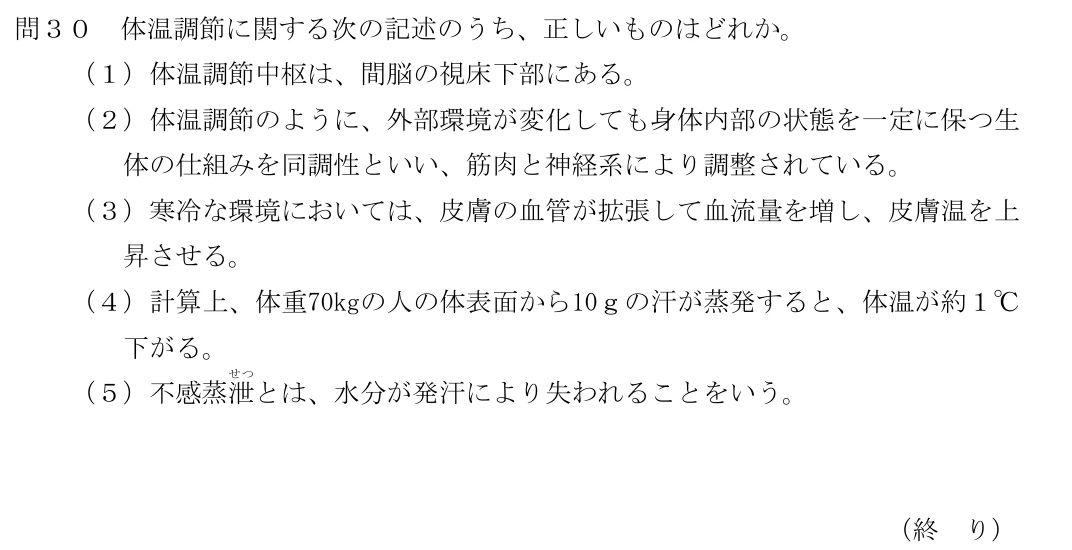 問３０　体温調節に関する次の記述のうち、正しいものはどれか。
（１）体温調節中枢は、間脳の視床下部にある。
（２）体温調節のように、外部環境が変化しても身体内部の状態を一定に保つ生
体の仕組みを同調性といい、筋肉と神経系により調整されている。
（３）寒冷な環境においては、皮膚の血管が拡張して血流量を増し、皮膚温を上
昇させる。
（４）計算上、体重70kgの人の体表面から10ｇの汗が蒸発すると、体温が約１℃
下がる。
せつ
（５）不感蒸泄とは、水分が発汗により失われることをいう。
（終　り）